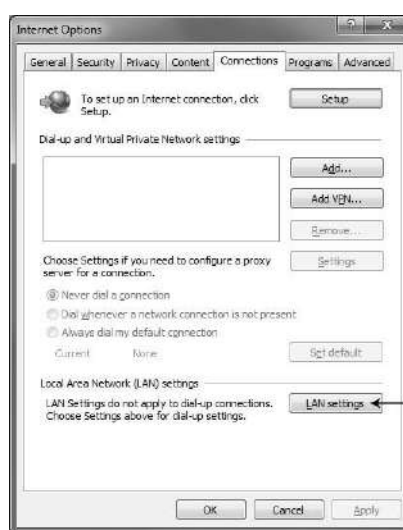 Internet Options
General Security Privacy Content Connections Programs Advanced
To set up an Internet connection, click
Setup.
Setup
Dial-up and Virtual Private Network settings
Add...
Add VPN...
Remove...
Choose Settings if you need to configure a proxy
server for a connection.
Settings
Never dial a connection
Dial whenever a network connection is not present
Always dial my default connection
Current None
Set default
Local Area Network (LAN) settings
LAN Settings do not apply to dial-up connections.
Choose Settings above for dial-up settings.
LAN settings
OK Cancel Apply